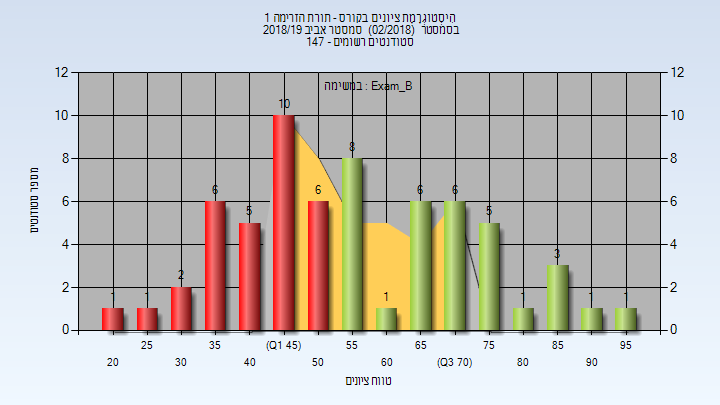 היסטוגרמת ציונים בקורס - תורת הזרימה 1
בסמסטר (02/2018) סמסטר אביב 2018/19
סטודנטים רשומים - 147
במשימה : Exam_B
מספר סטודנטים
12 12
10 10
8 8
6 6
4 4
2 2
0 0
1 1 2 6 5 10 6 8 1 6 6 5 1 3 1 1
25 35 (Q1 45) 55 65 75 85 95
20 30 40 50 60 (Q3 70) 80 90
טווח ציונים